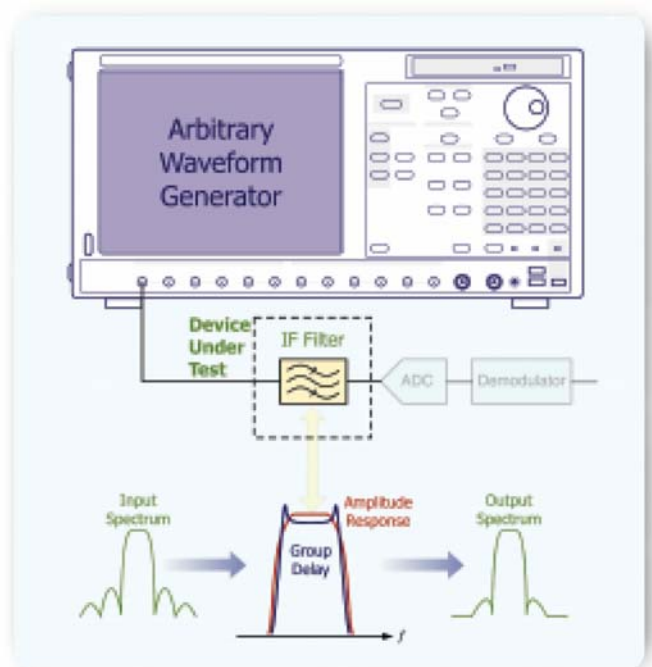 Arbitrary
Waveform
Generator
Device
Under
Test
IF Filter
ADC
Demodulator
Input
Spectrum
Amplitude
Response
Output
Spectrum
Group
Delay
f